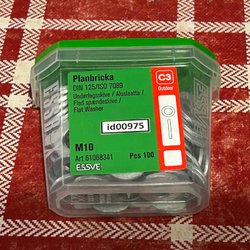 Planbricka
DIN 125/ISO 7089
Underlagsskive / Aluslaatta /
Flad spændeskive /
Flat Washer
C3
Outdoor
id00975
M10
Art 61068341
Pcs 100
ESSVE